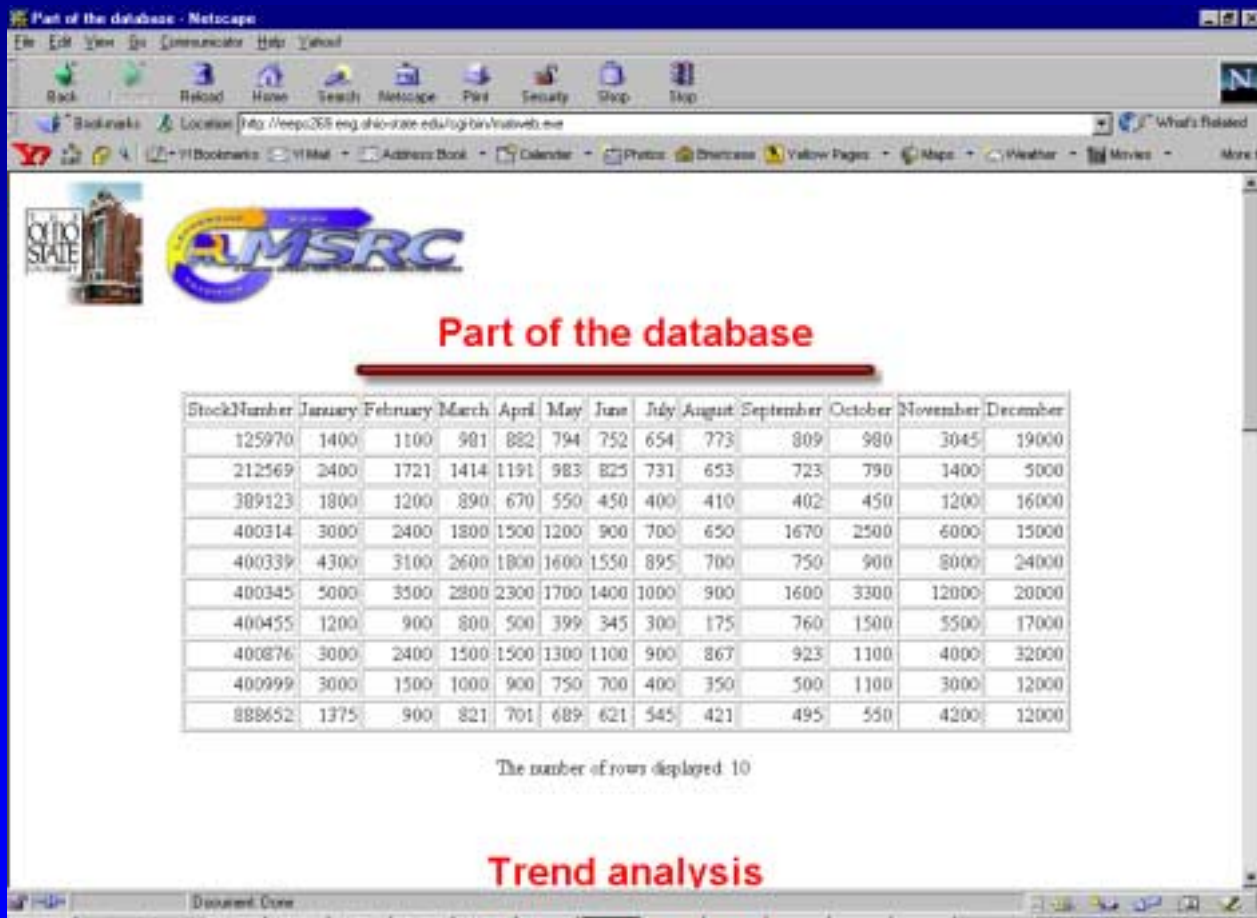 Part of the database - Netscape
File Edit View Go Communicator Help Yahoo!
Back Reload Home Search Netscape Print Security Shop Stop
Bookmarks Location What's Related
Y! Bookmarks Y! Mail Address Book Calendar Photos Briefcase Yellow Pages Maps Weather Movies More
THE
OHIO
STATE
UNIVERSITY
MSRC
Part of the database
StockNumber January February March April May June July August September October November December
125970 1400 1100 981 882 794 752 654 773 809 980 3045 19000
212569 2400 1721 1414 1191 983 825 731 653 723 790 1400 5000
389123 1800 1200 890 670 550 450 400 410 402 450 1200 16000
400314 3000 2400 1800 1500 1200 900 700 650 1670 2500 6000 15000
400339 4300 3100 2600 1800 1600 1550 895 700 750 900 8000 24000
400345 5000 3500 2800 2300 1700 1400 1000 900 1600 3300 12000 20000
400455 1200 900 800 500 399 345 300 175 760 1500 5500 17000
400876 3000 2400 1500 1500 1300 1100 900 867 923 1100 4000 32000
400999 3000 1500 1000 900 750 700 400 350 500 1100 3000 12000
888652 1375 900 821 701 689 621 545 421 495 550 4200 12000
The number of rows displayed: 10
Trend analysis
Document: Done